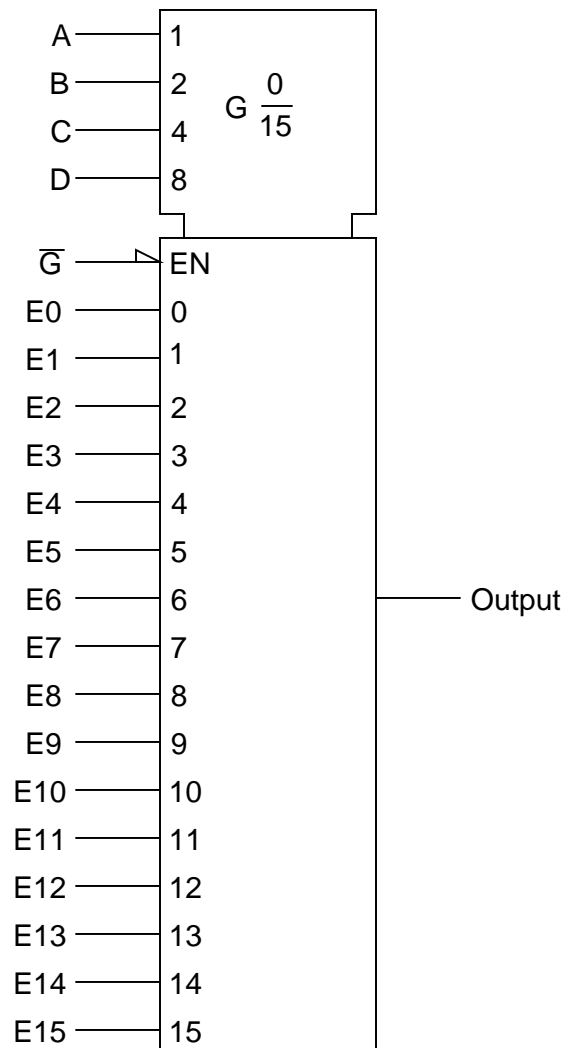 A 1
B 2
C 4
D 8
G 0/15
G̅ EN
E0 0
E1 1
E2 2
E3 3
E4 4
E5 5
E6 6 Output
E7 7
E8 8
E9 9
E10 10
E11 11
E12 12
E13 13
E14 14
E15 15